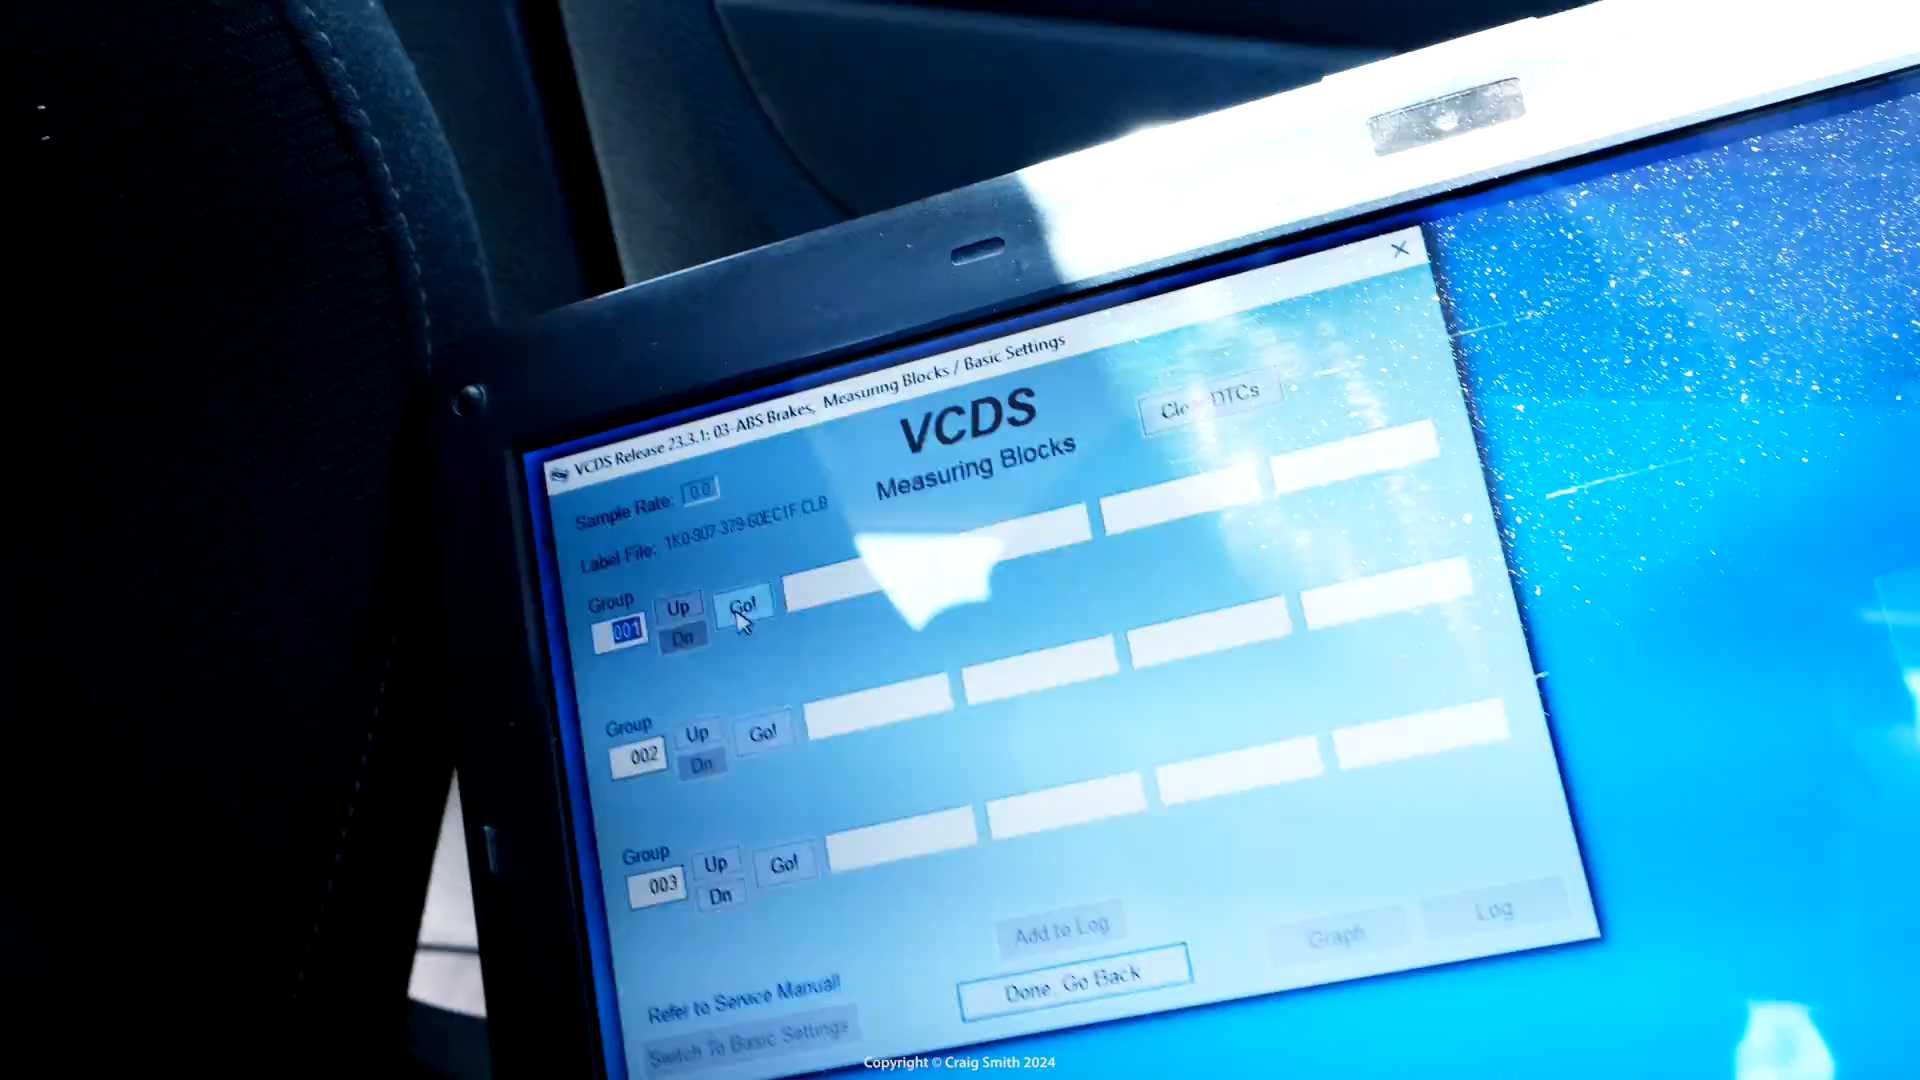 VCDS Release 23.3.1: 03-ABS Brakes, Measuring Blocks / Basic Settings
VCDS
Measuring Blocks
Sample Rate: 0.0
Label File: 1K0-907-379-60EC1F.CLB
Group
001
Up
Dn
Go!
Group
002
Up
Dn
Go!
Group
003
Up
Dn
Go!
Add to Log
Graph
Log
Refer to Service Manual!
Done, Go Back
Switch To Basic Settings
Copyright © Craig Smith 2024